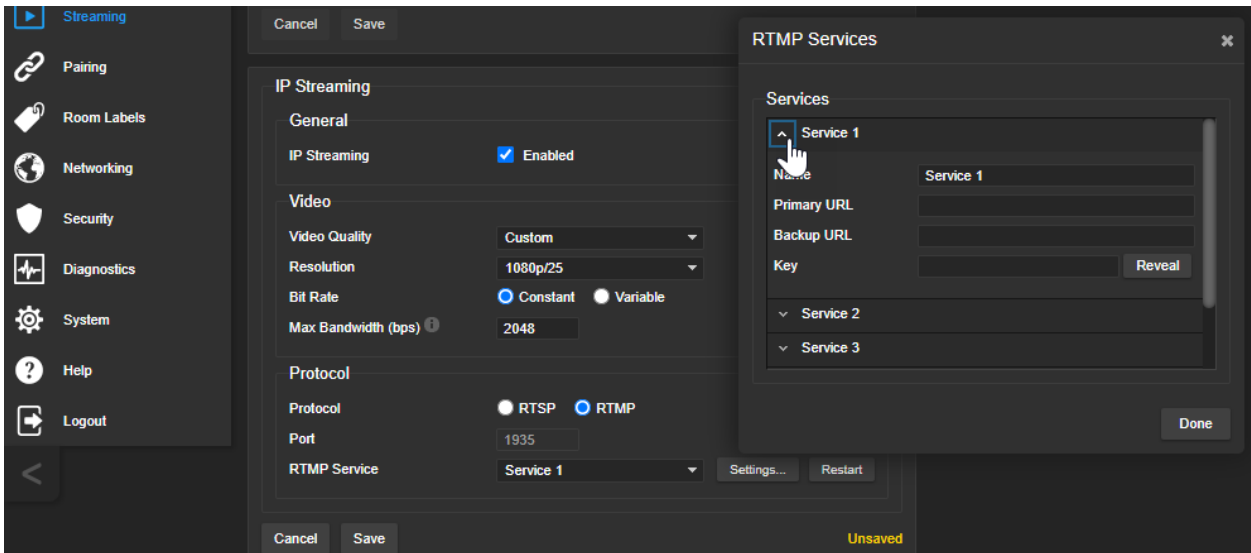 Streaming
Pairing
Room Labels
Networking
Security
Diagnostics
System
? Help
Logout
<
Cancel Save
IP Streaming
General
IP Streaming Enabled
Video
Video Quality Custom
Resolution 1080p/25
Bit Rate Constant Variable
Max Bandwidth (bps) 2048
Protocol
Protocol RTSP RTMP
Port 1935
RTMP Service Service 1 Settings... Restart
Cancel Save Unsaved
RTMP Services
Services
Service 1
Name Service 1
Primary URL
Backup URL
Key Reveal
Service 2
Service 3
Done